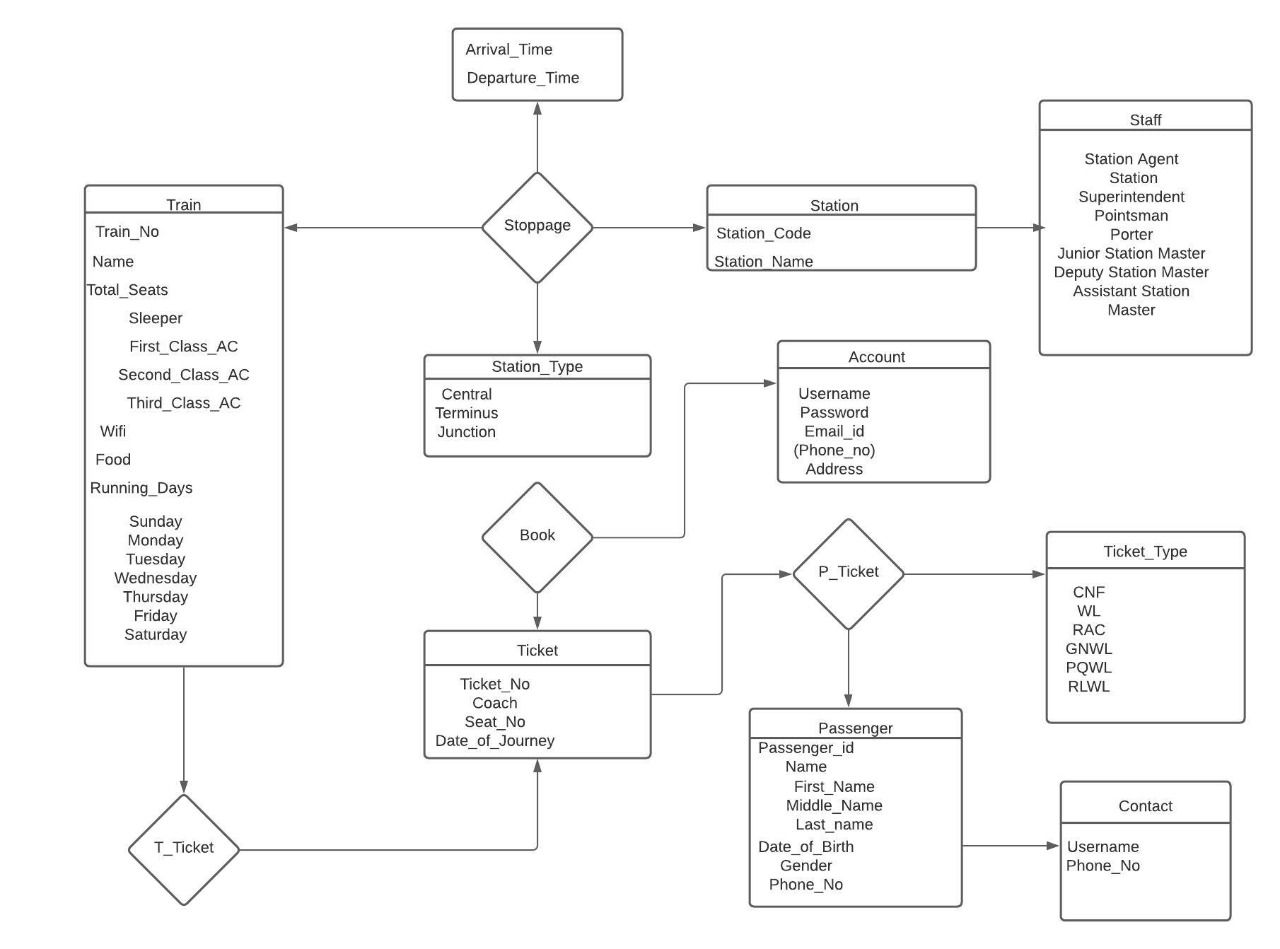 Arrival_Time
Departure_Time
Staff
Station Agent
Station
Superintendent
Pointsman
Porter
Junior Station Master
Deputy Station Master
Assistant Station
Master
Train
Train_No
Name
Total_Seats
Sleeper
First_Class_AC
Second_Class_AC
Third_Class_AC
Wifi
Food
Running_Days
Sunday
Monday
Tuesday
Wednesday
Thursday
Friday
Saturday
Stoppage
Station
Station_Code
Station_Name
Station_Type
Central
Terminus
Junction
Account
Username
Password
Email_id
(Phone_no)
Address
Book
P_Ticket
Ticket_Type
CNF
WL
RAC
GNWL
PQWL
RLWL
Ticket
Ticket_No
Coach
Seat_No
Date_of_Journey
Passenger
Passenger_id
Name
First_Name
Middle_Name
Last_name
Date_of_Birth
Gender
Phone_No
Contact
Username
Phone_No
T_Ticket